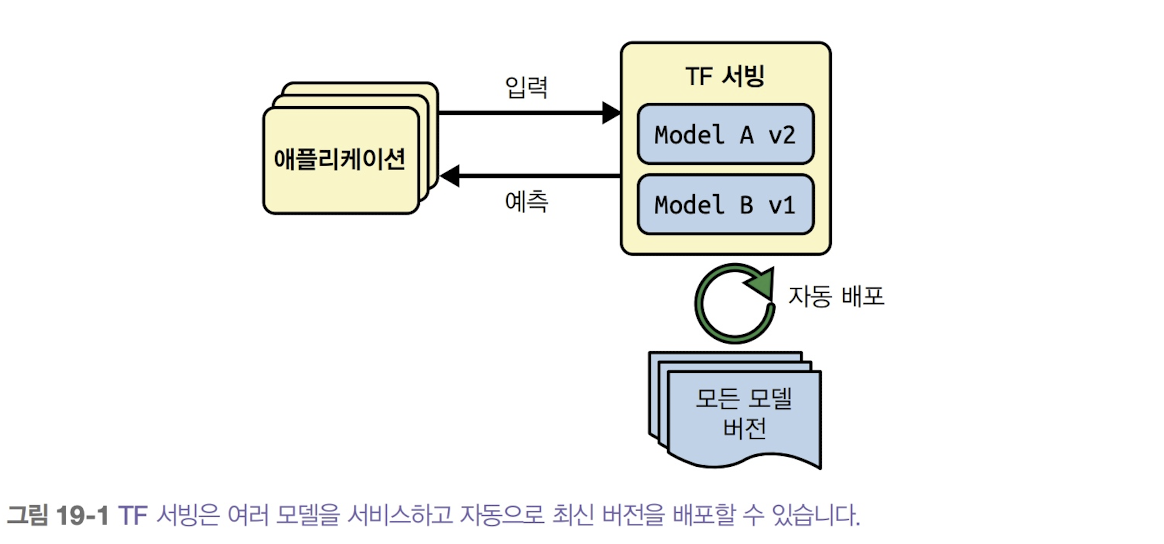 TF 서빙
입력
Model A v2
애플리케이션
예측
Model B v1
자동 배포
모든 모델
버전
그림 19-1 TF 서빙은 여러 모델을 서비스하고 자동으로 최신 버전을 배포할 수 있습니다.